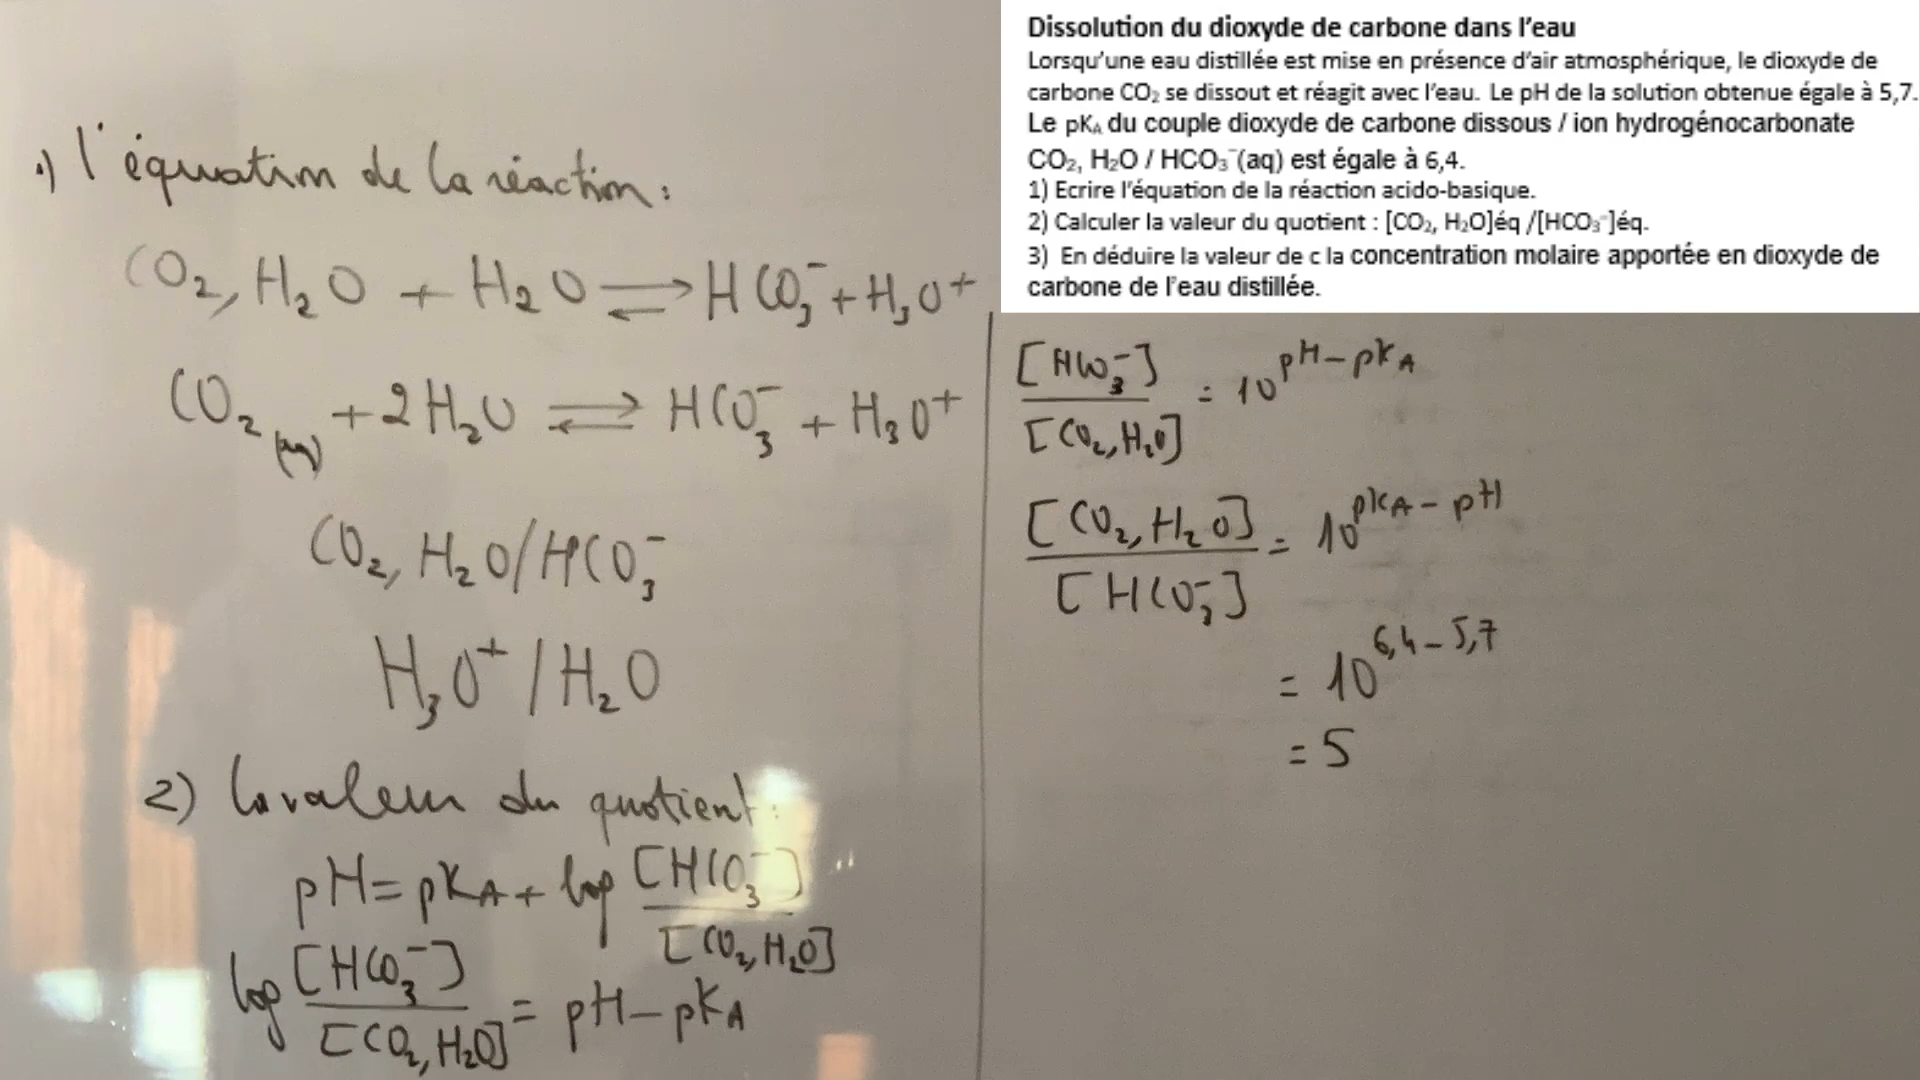 Dissolution du dioxyde de carbone dans l'eau
Lorsqu'une eau distillée est mise en présence d'air atmosphérique, le dioxyde de
carbone CO₂ se dissout et réagit avec l'eau. Le pH de la solution obtenue égale à 5,7.
Le pKA du couple dioxyde de carbone dissous / ion hydrogénocarbonate
CO₂, H₂O / HCO₃⁻(aq) est égale à 6,4.
1) Ecrire l'équation de la réaction acido-basique.
2) Calculer la valeur du quotient : [CO₂, H₂O]éq /[HCO₃⁻]éq.
3) En déduire la valeur de c la concentration molaire apportée en dioxyde de
carbone de l'eau distillée.
1) l'équation de la réaction:
CO₂, H₂O + H₂O ⇌ HCO₃⁻ + H₃O⁺
CO₂(aq) + 2H₂O ⇌ HCO₃⁻ + H₃O⁺
CO₂, H₂O/HCO₃⁻
H₃O⁺/H₂O
2) la valeur du quotient:
pH = pKA + log [HCO₃⁻]/[CO₂, H₂O]
log [HCO₃⁻]/[CO₂, H₂O] = pH - pKA
[HCO₃⁻]/[CO₂, H₂O] = 10^pH-pKA
[CO₂, H₂O]/[HCO₃⁻] = 10^pKA-pH
= 10^6,4-5,7
= 5